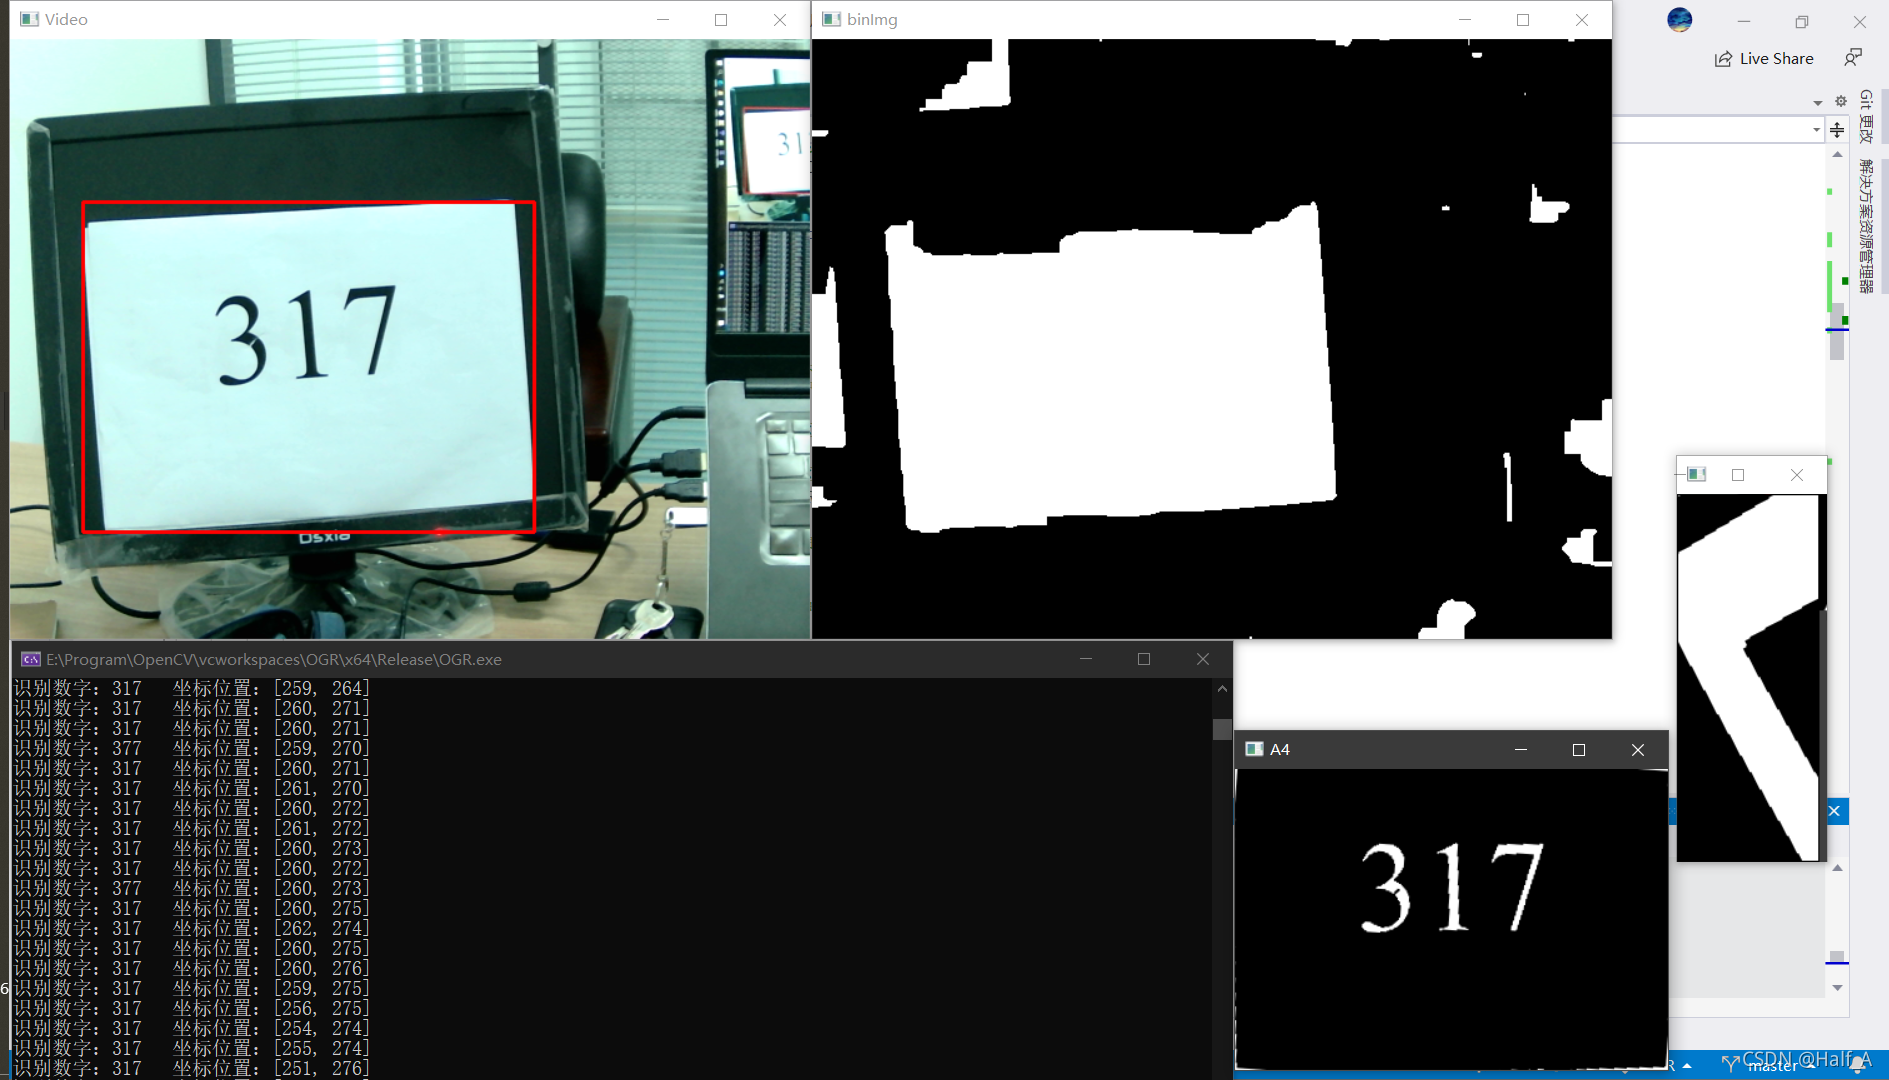 Video
binImg
Live Share
Git 更改
解决方案资源管理器
31
317
Dsxia
E:\Program\OpenCV\vcworkspaces\OGR\x64\Release\OGR.exe
识别数字: 317 坐标位置: [259, 264]
识别数字: 317 坐标位置: [260, 271]
识别数字: 317 坐标位置: [260, 271]
识别数字: 377 坐标位置: [259, 270]
识别数字: 317 坐标位置: [260, 271]
识别数字: 317 坐标位置: [261, 270]
识别数字: 317 坐标位置: [260, 272]
识别数字: 317 坐标位置: [261, 272]
识别数字: 317 坐标位置: [260, 273]
识别数字: 317 坐标位置: [260, 272]
识别数字: 377 坐标位置: [260, 273]
识别数字: 317 坐标位置: [260, 275]
识别数字: 317 坐标位置: [262, 274]
识别数字: 317 坐标位置: [260, 275]
识别数字: 317 坐标位置: [260, 276]
识别数字: 317 坐标位置: [259, 275]
识别数字: 317 坐标位置: [256, 275]
识别数字: 317 坐标位置: [254, 274]
识别数字: 317 坐标位置: [255, 274]
识别数字: 317 坐标位置: [251, 276]
6
A4
317
R
master
CSDN @Half_A